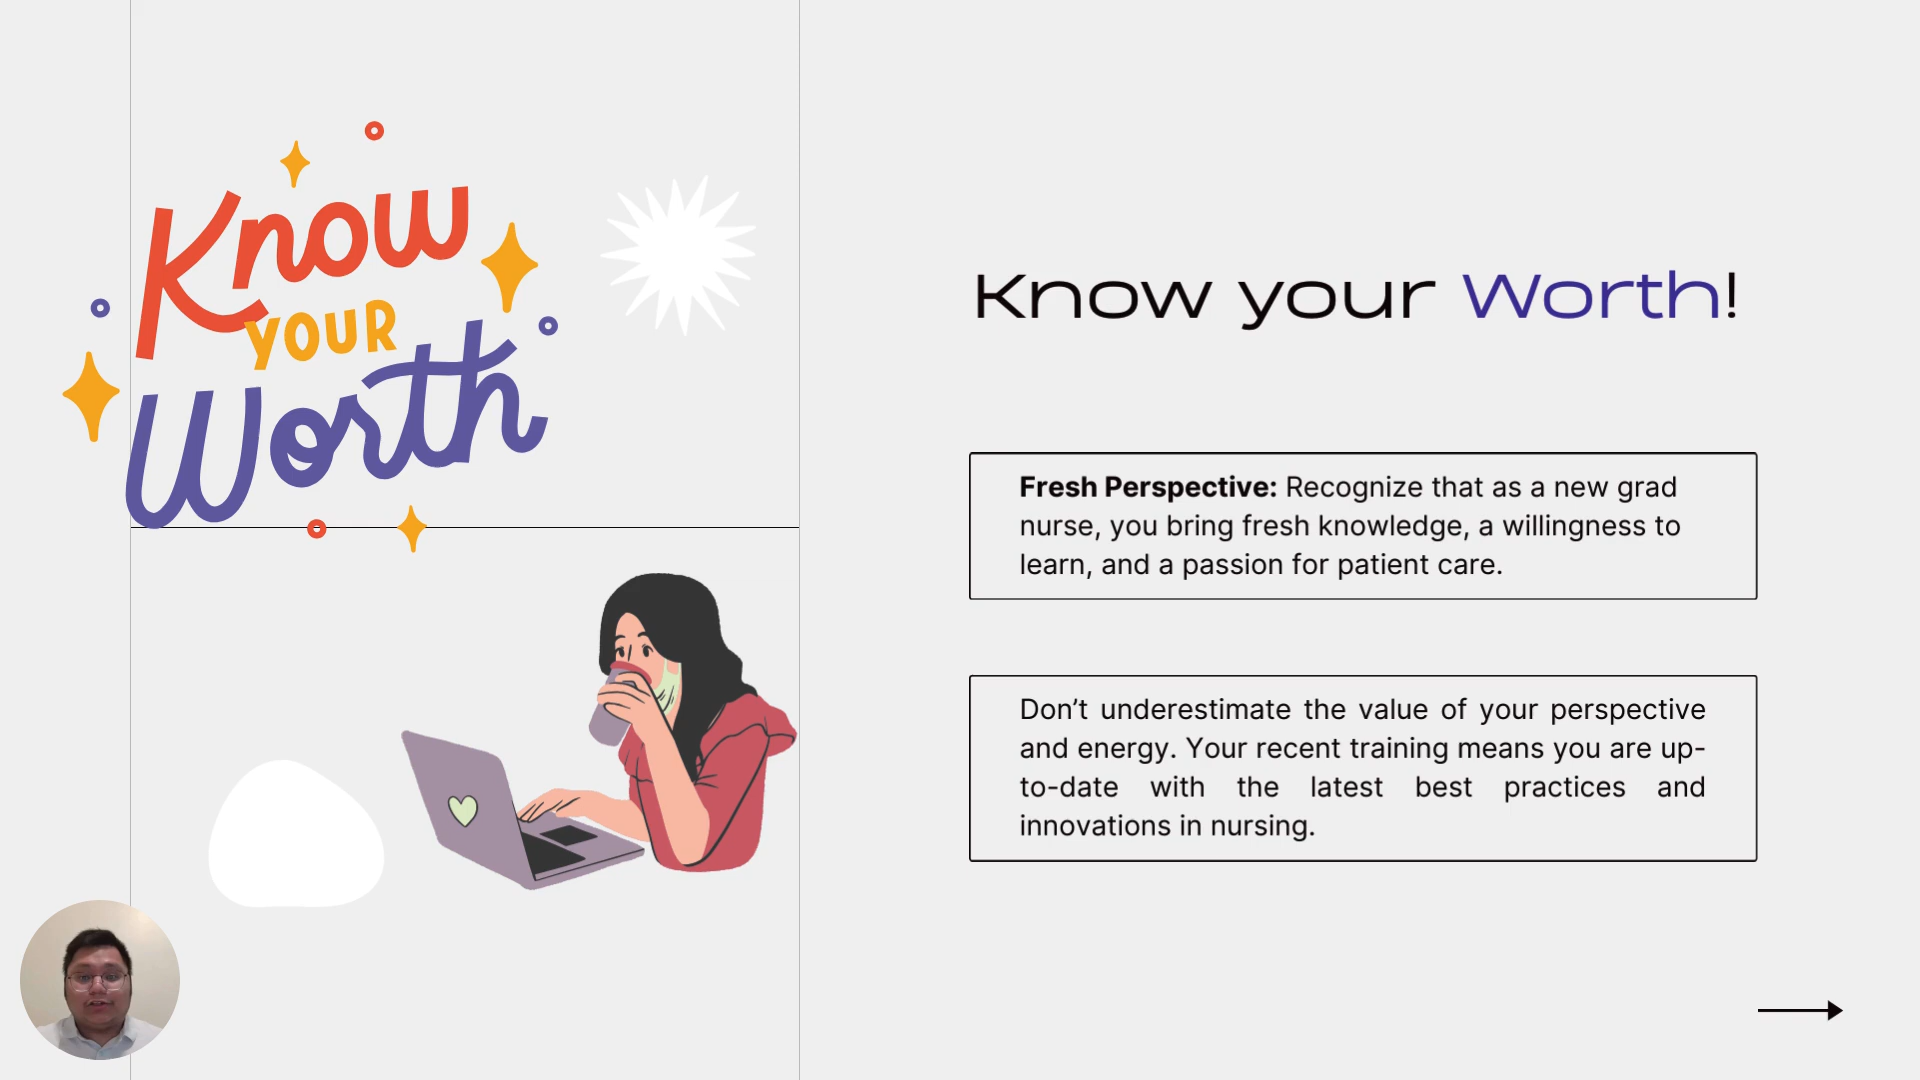 Know
YOUR
Worth
Know your Worth!
Fresh Perspective: Recognize that as a new grad
nurse, you bring fresh knowledge, a willingness to
learn, and a passion for patient care.
Don’t underestimate the value of your perspective
and energy. Your recent training means you are up-
to-date with the latest best practices and
innovations in nursing.